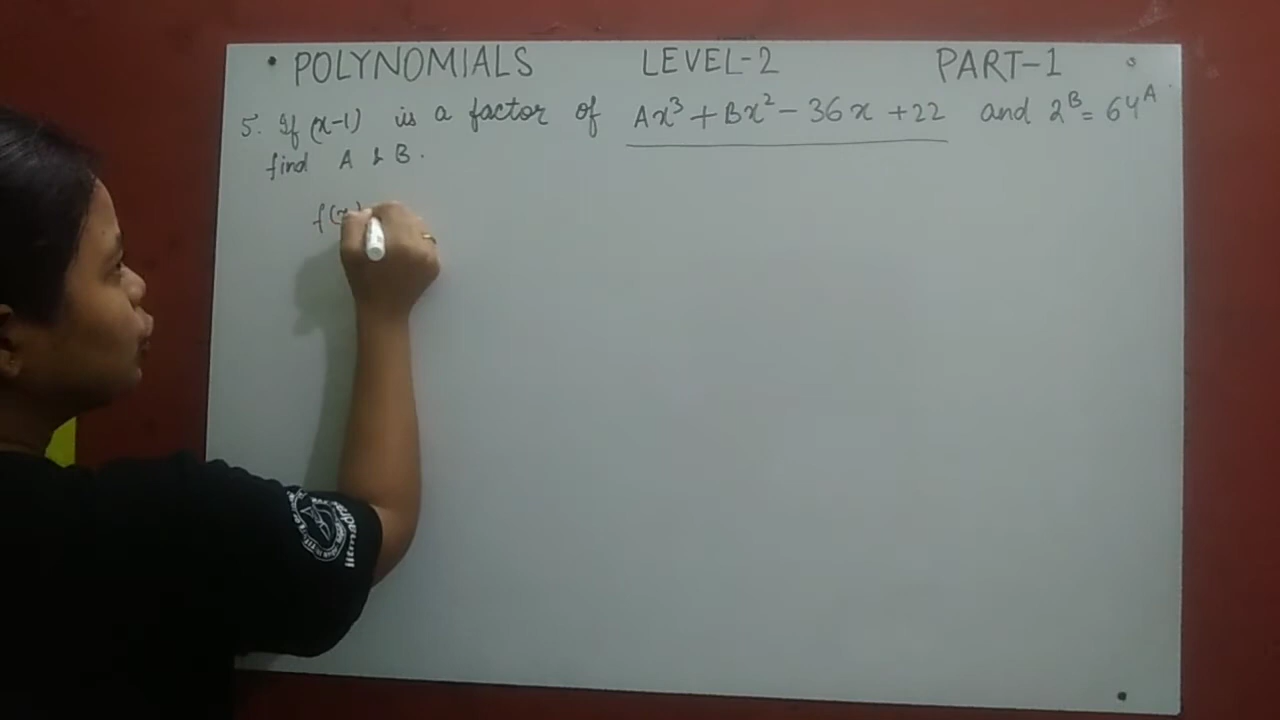 POLYNOMIALS LEVEL-2 PART-1
5. If (x-1) is a factor of Ax³+Bx²-36x+22 and 2ᴮ=64ᴬ
find A & B.
f(x)